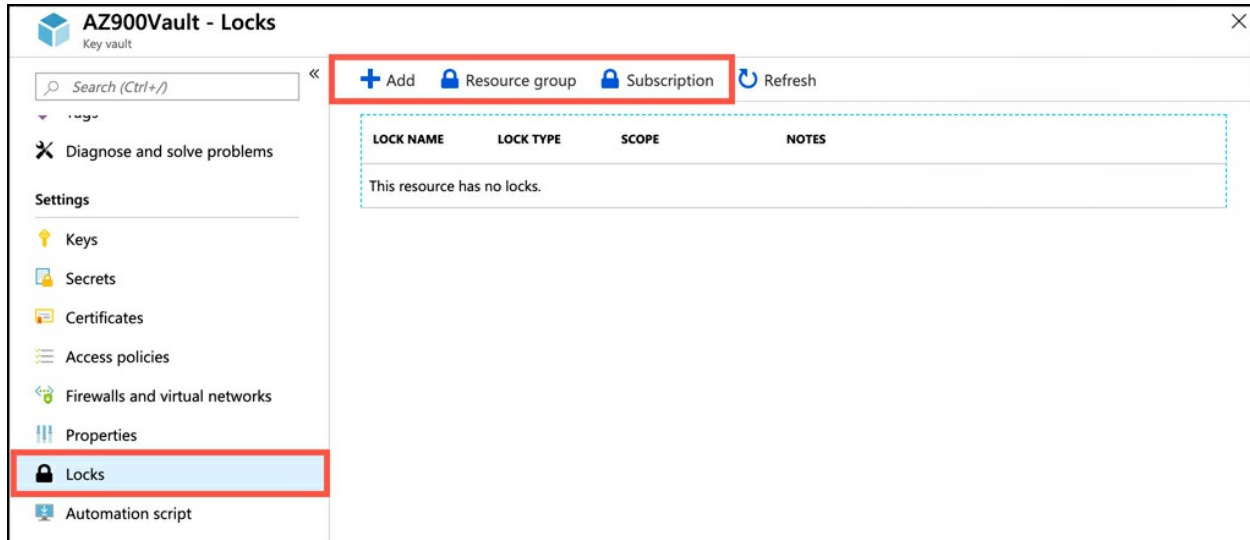 AZ900Vault - Locks
Key vault
Search (Ctrl+/)
Diagnose and solve problems
Settings
Keys
Secrets
Certificates
Access policies
Firewalls and virtual networks
Properties
Locks
Automation script
Add Resource group Subscription Refresh
LOCK NAME LOCK TYPE SCOPE NOTES
This resource has no locks.